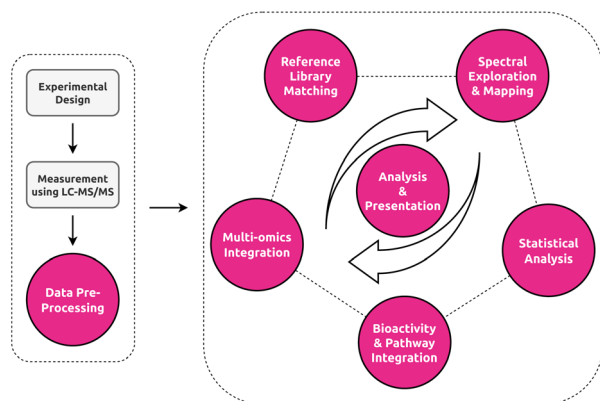 Experimental
Design
Measurement
using LC-MS/MS
Data Pre-
Processing
Reference
Library
Matching
Spectral
Exploration
& Mapping
Analysis
&
Presentation
Multi-omics
Integration
Statistical
Analysis
Bioactivity
& Pathway
Integration